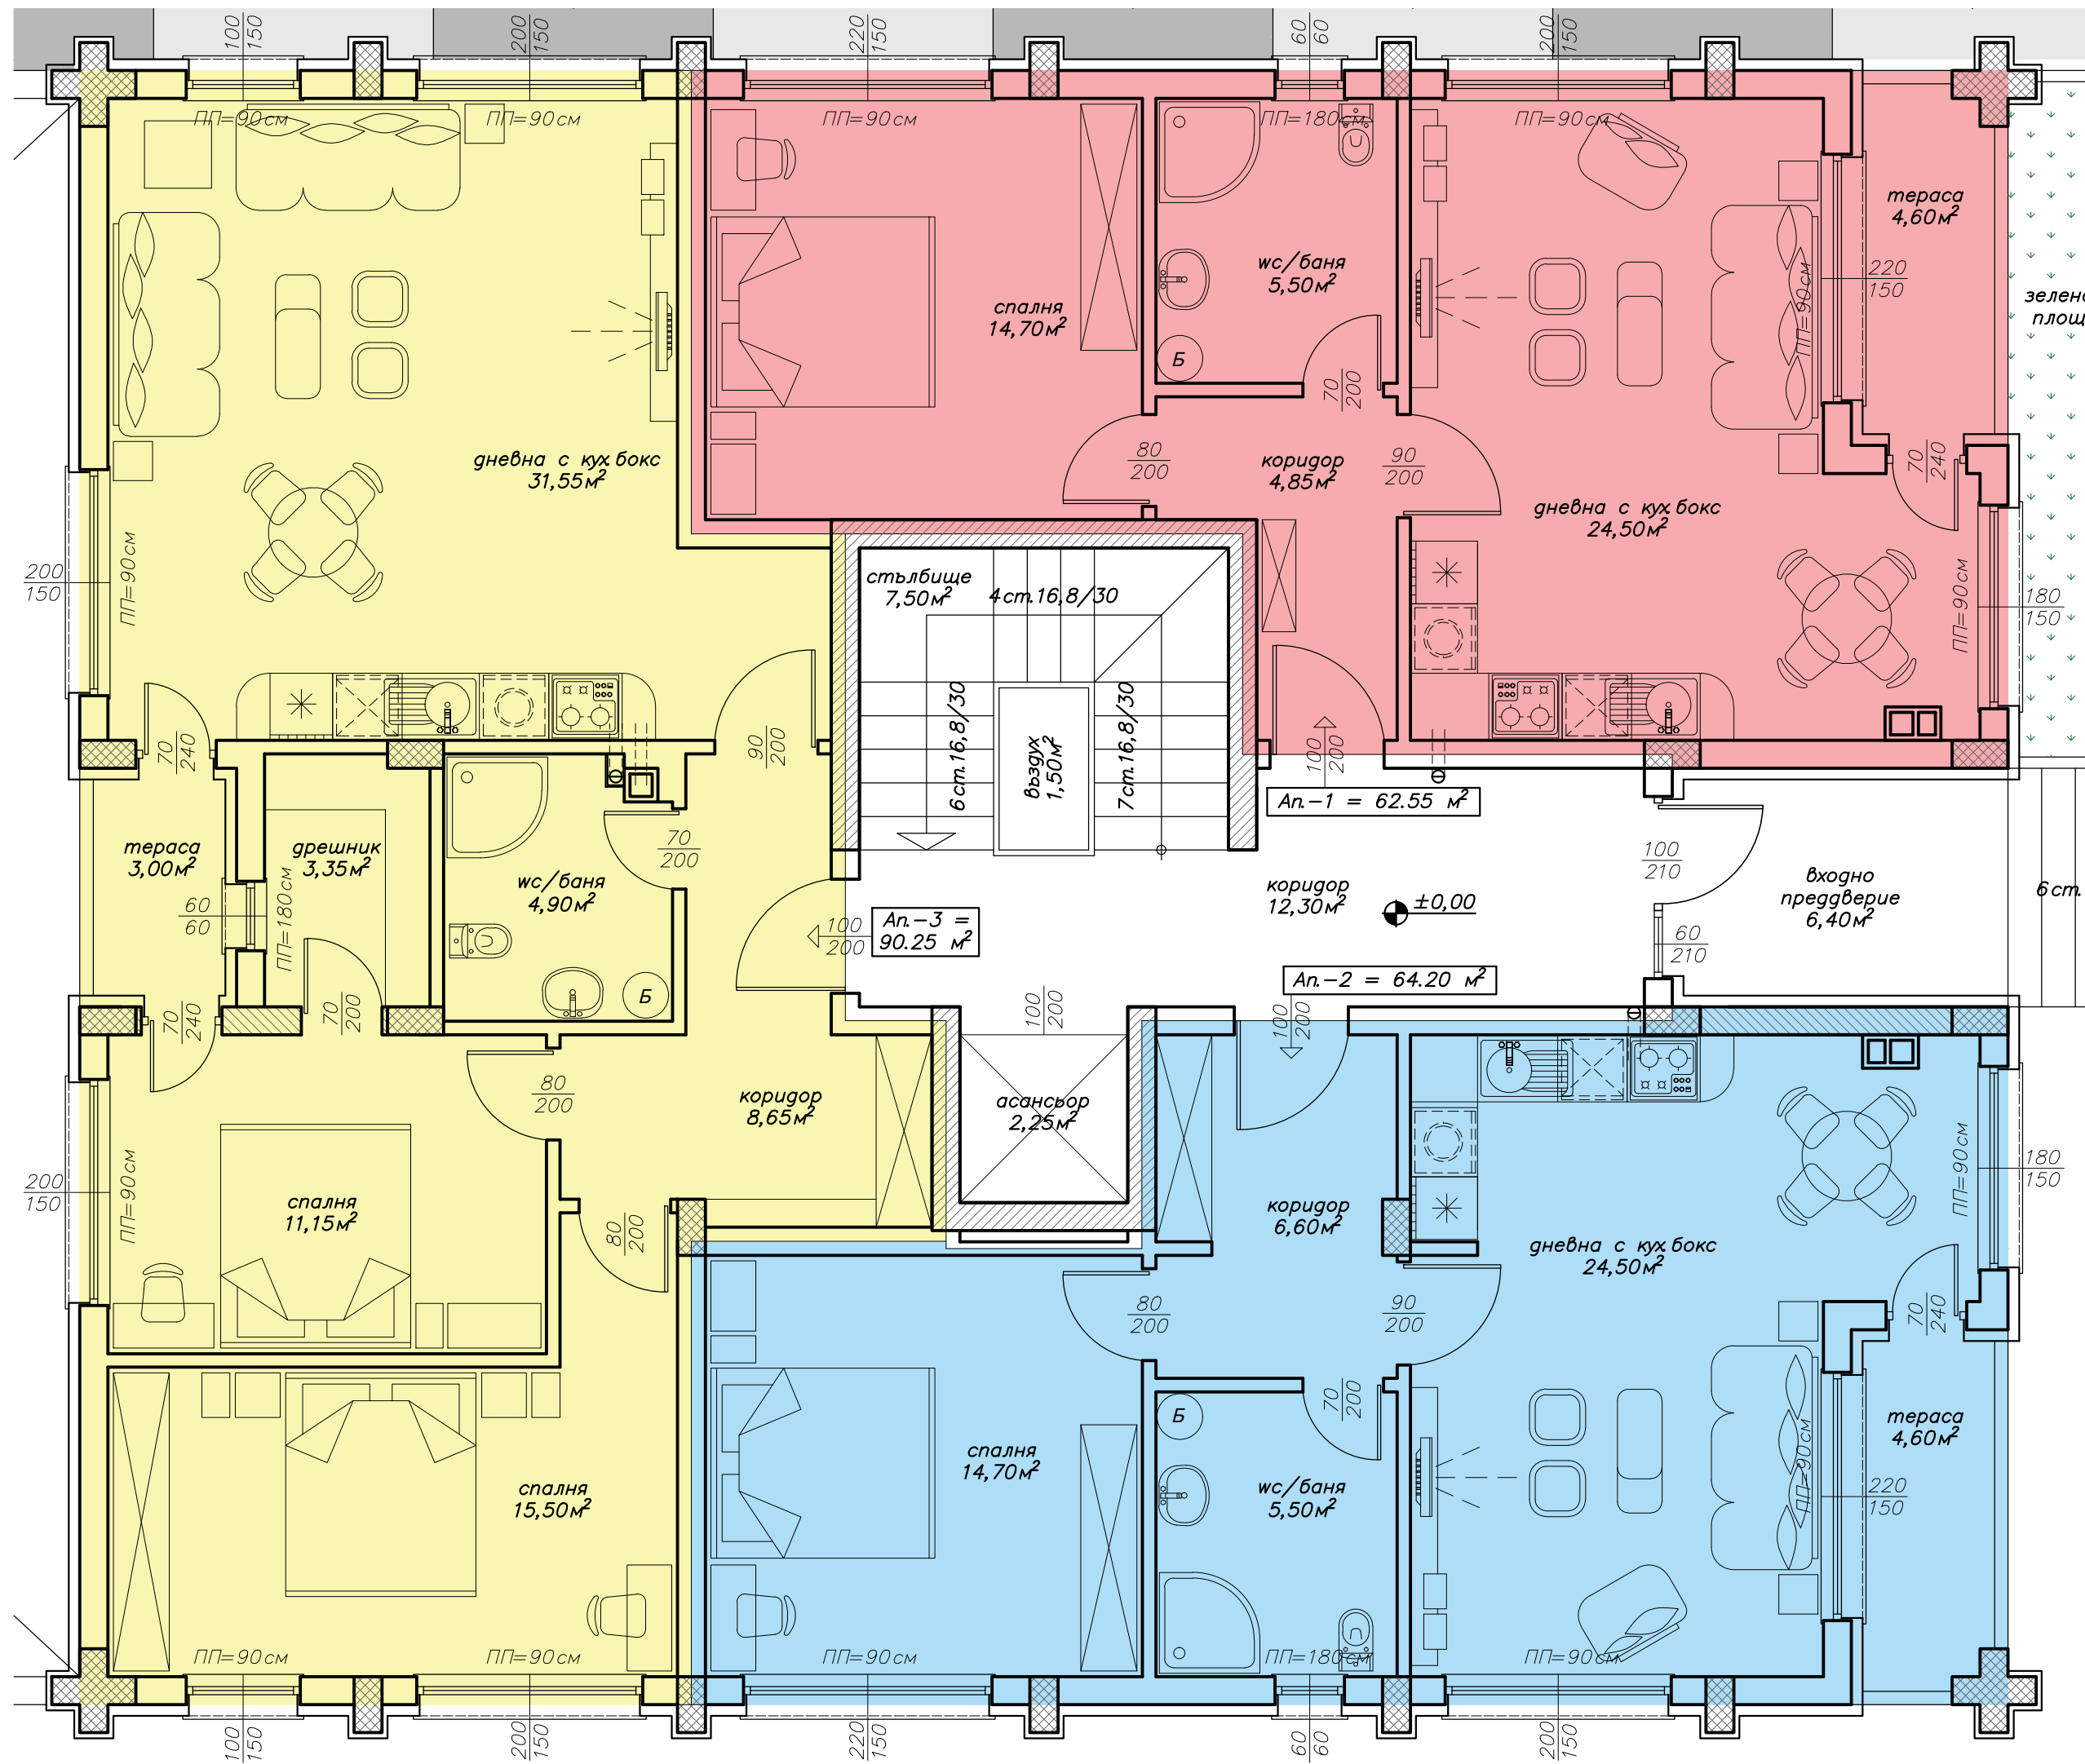 100
150
200
150
220
150
60
60
200
150
ПП=90см
ПП=90см
ПП=90см
ПП=180см
ПП=90см
тераса
4,60м²
wc/баня
5,50м²
220
150
ПП=90см
спалня
14,70м²
Б
70
200
дневна с кух.бокс
31,55м²
80
200
коридор
4,85м²
90
200
70
240
дневна с кух.бокс
24,50м²
стълбище
7,50м²
4ст.16,8/30
200
150
ПП=90см
ПП=90см
180
150
6ст.16,8/30
въздух
1,50м²
7ст.16,8/30
70
240
90
200
100
200
Ап.-1 = 62.55 м²
тераса
3,00м²
дрешник
3,35м²
70
200
wc/баня
4,90м²
100
210
входно
преддверие
6,40м²
6ст.
коридор
12,30м²
±0,00
60
60
ПП=180см
100
200
Ап.-3 =
90.25 м²
60
210
Ап.-2 = 64.20 м²
Б
70
240
70
200
100
200
100
200
80
200
коридор
8,65м²
асансьор
2,25м²
200
150
ПП=90см
ПП=90см
180
150
спалня
11,15м²
коридор
6,60м²
80
200
дневна с кух.бокс
24,50м²
80
200
90
200
70
240
70
200
Б
тераса
4,60м²
спалня
14,70м²
спалня
15,50м²
wc/баня
5,50м²
ПП=90см
220
150
ПП=90см
ПП=90см
ПП=90см
ПП=180см
ПП=90см
100
150
200
150
220
150
60
60
200
150